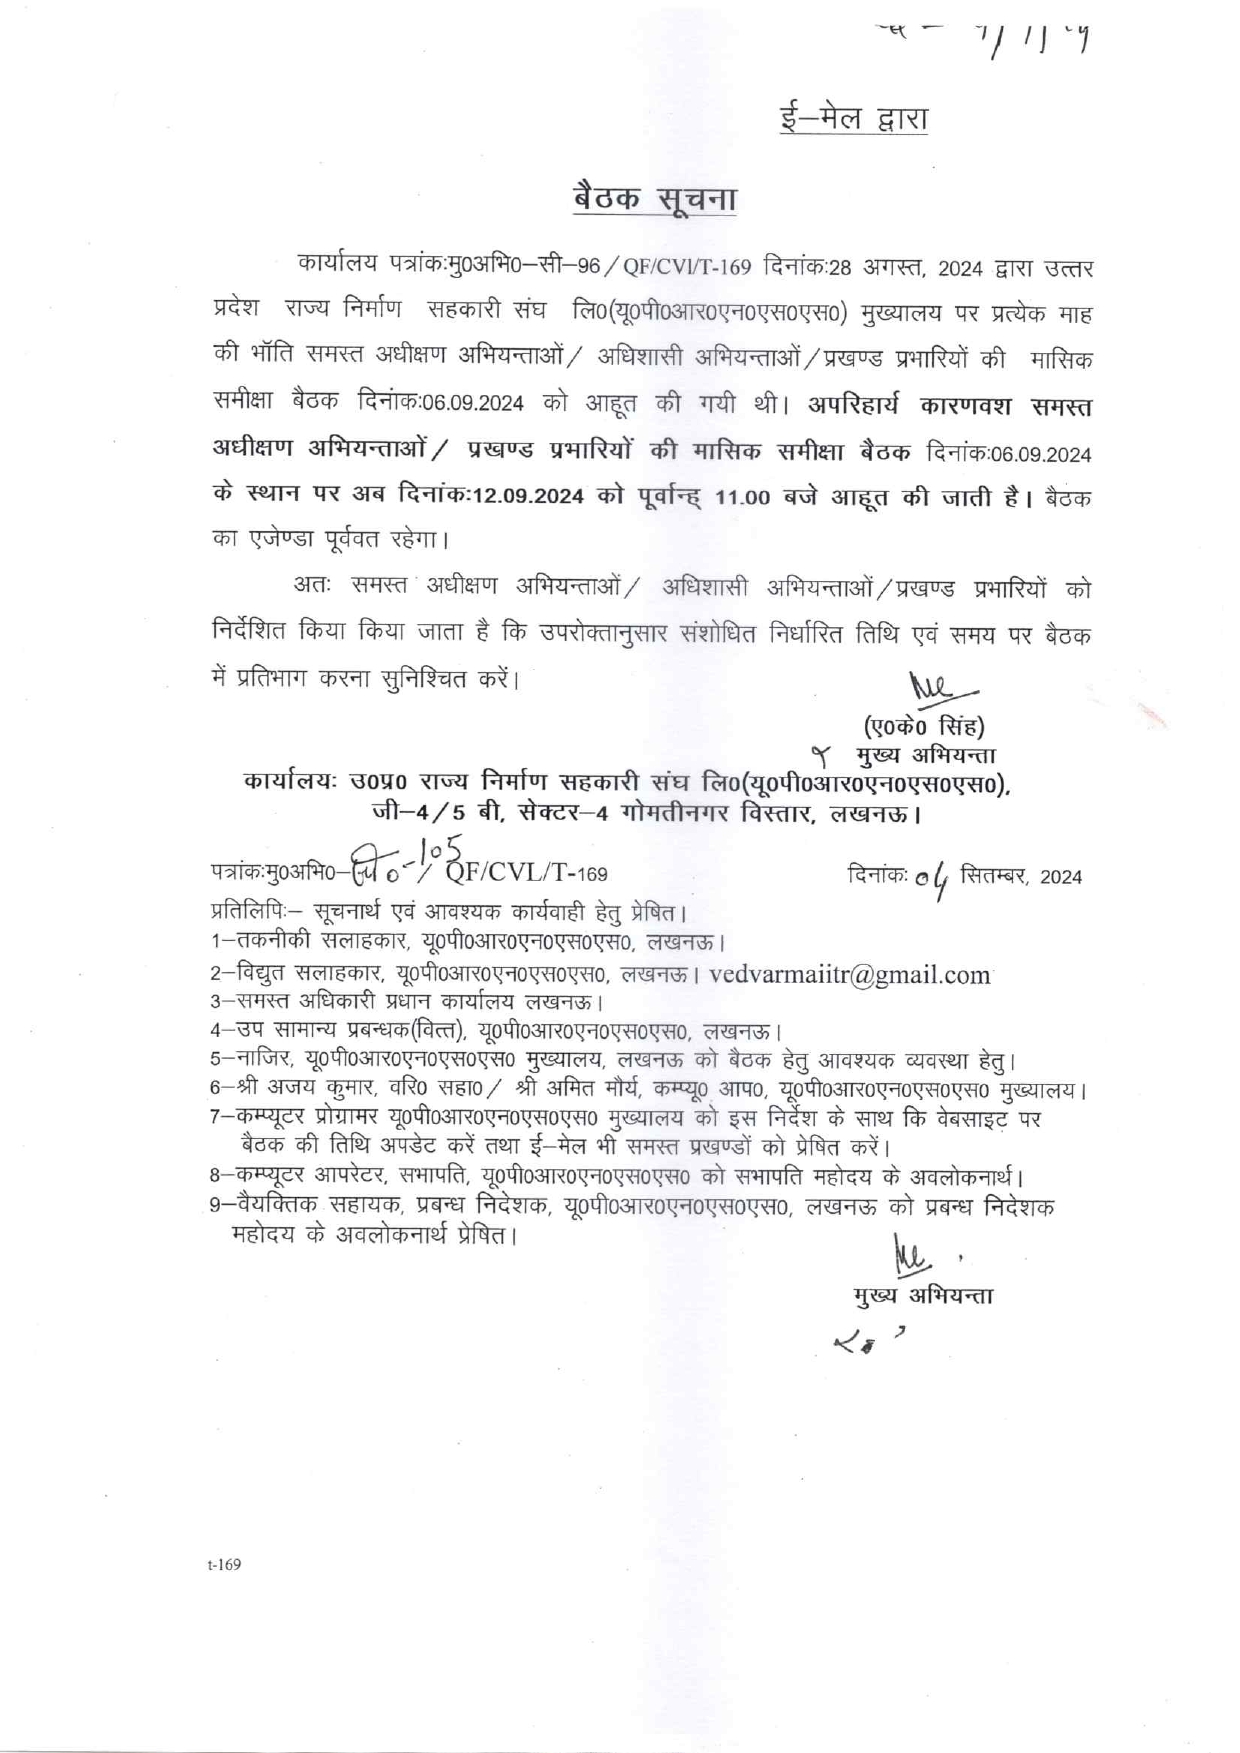 ई–मेल द्वारा
बैठक सूचना
कार्यालय पत्रांक:मु0अभि0–सी–96/QF/CVI/T-169 दिनांक:28 अगस्त, 2024 द्वारा उत्तर
प्रदेश राज्य निर्माण सहकारी संघ लि0(यू0पी0आर0एन0एस0एस0) मुख्यालय पर प्रत्येक माह
की भॉति समस्त अधीक्षण अभियन्ताओं/ अधिशासी अभियन्ताओं/प्रखण्ड प्रभारियों की मासिक
समीक्षा बैठक दिनांक:06.09.2024 को आहूत की गयी थी। अपरिहार्य कारणवश समस्त
अधीक्षण अभियन्ताओं/ प्रखण्ड प्रभारियों की मासिक समीक्षा बैठक दिनांक:06.09.2024
के स्थान पर अब दिनांक:12.09.2024 को पूर्वान्ह् 11.00 बजे आहूत की जाती है। बैठक
का एजेण्डा पूर्ववत रहेगा।
अतः समस्त अधीक्षण अभियन्ताओं/ अधिशासी अभियन्ताओं/प्रखण्ड प्रभारियों को
निर्देशित किया किया जाता है कि उपरोक्तानुसार संशोधित निर्धारित तिथि एवं समय पर बैठक
में प्रतिभाग करना सुनिश्चित करें।
(ए0के0 सिंह)
मुख्य अभियन्ता
कार्यालयः उ0प्र0 राज्य निर्माण सहकारी संघ लि0(यू0पी0आर0एन0एस0एस0),
जी–4/5 बी, सेक्टर–4 गोमतीनगर विस्तार, लखनऊ।
पत्रांक:मु0अभि0–सी0-105/QF/CVL/T-169 दिनांकः 04 सितम्बर, 2024
प्रतिलिपिः– सूचनार्थ एवं आवश्यक कार्यवाही हेतु प्रेषित।
1–तकनीकी सलाहकार, यू0पी0आर0एन0एस0एस0, लखनऊ।
2–विद्युत सलाहकार, यू0पी0आर0एन0एस0एस0, लखनऊ। vedvarmaiitr@gmail.com
3–समस्त अधिकारी प्रधान कार्यालय लखनऊ।
4–उप सामान्य प्रबन्धक(वित्त), यू0पी0आर0एन0एस0एस0, लखनऊ।
5–नाजिर, यू0पी0आर0एन0एस0एस0 मुख्यालय, लखनऊ को बैठक हेतु आवश्यक व्यवस्था हेतु।
6–श्री अजय कुमार, वरि0 सहा0/ श्री अमित मौर्य, कम्प्यू0 आप0, यू0पी0आर0एन0एस0एस0 मुख्यालय।
7–कम्प्यूटर प्रोग्रामर यू0पी0आर0एन0एस0एस0 मुख्यालय को इस निर्देश के साथ कि वेबसाइट पर
बैठक की तिथि अपडेट करें तथा ई–मेल भी समस्त प्रखण्डों को प्रेषित करें।
8–कम्प्यूटर आपरेटर, सभापति, यू0पी0आर0एन0एस0एस0 को सभापति महोदय के अवलोकनार्थ।
9–वैयक्तिक सहायक, प्रबन्ध निदेशक, यू0पी0आर0एन0एस0एस0, लखनऊ को प्रबन्ध निदेशक
महोदय के अवलोकनार्थ प्रेषित।
मुख्य अभियन्ता
t-169